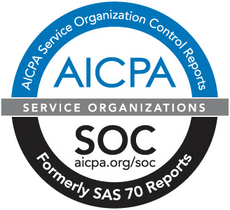 AICPA Service Organization Control Reports
AICPA
SERVICE ORGANIZATIONS
SOC
aicpa.org/soc
Formerly SAS 70 Reports